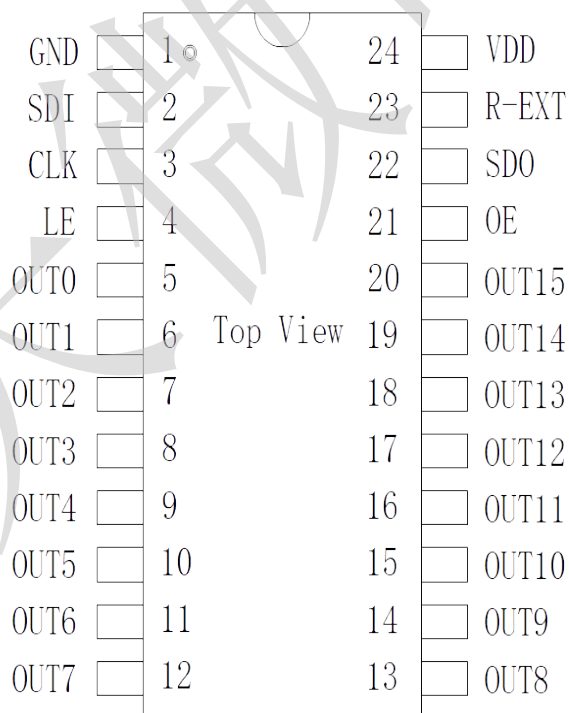 GND 1 24 VDD
SDI 2 23 R-EXT
CLK 3 22 SDO
LE 4 21 OE
OUT0 5 20 OUT15
OUT1 6 Top View 19 OUT14
OUT2 7 18 OUT13
OUT3 8 17 OUT12
OUT4 9 16 OUT11
OUT5 10 15 OUT10
OUT6 11 14 OUT9
OUT7 12 13 OUT8
微